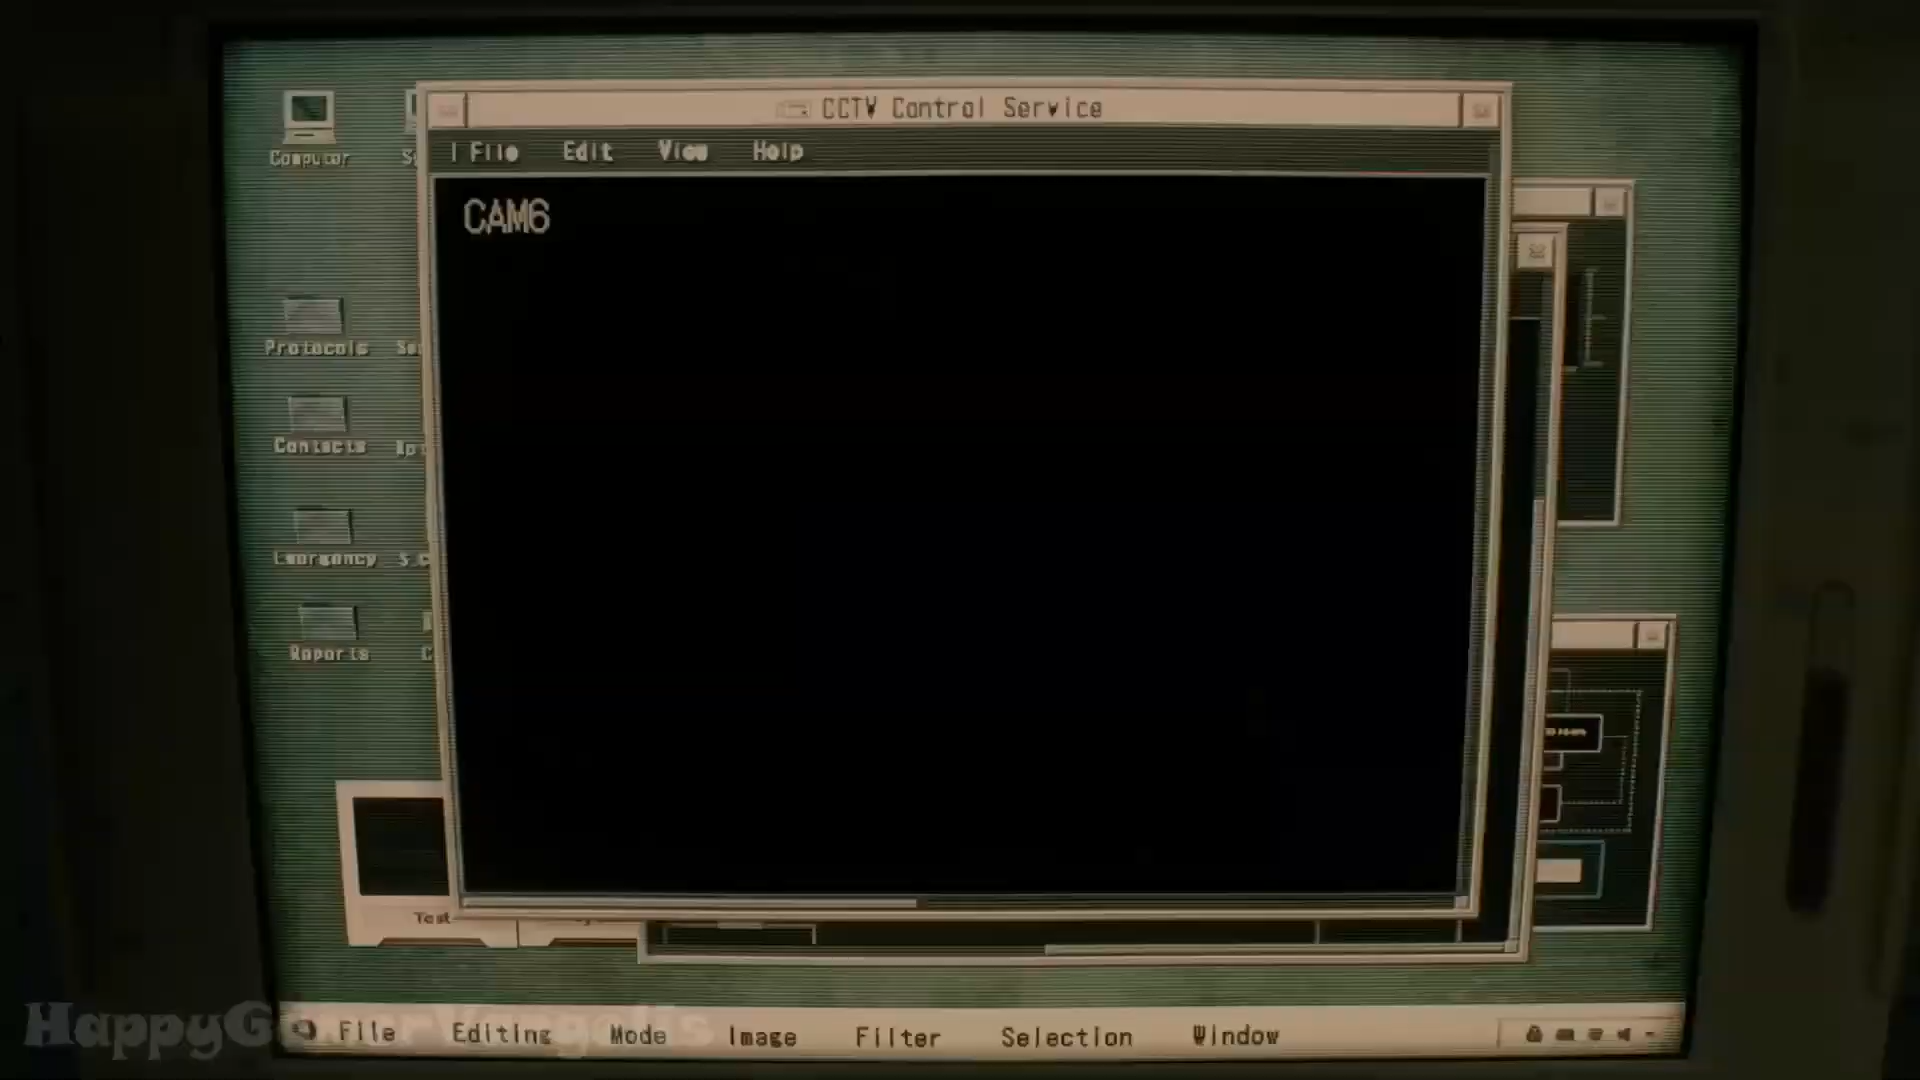 CCTV Control Service
File Edit View Help
CAM6
Computer
Protocols
Contacts
Emergency
Reports
Test
File Editing Mode Image Filter Selection Window
HappyGamerVangelis